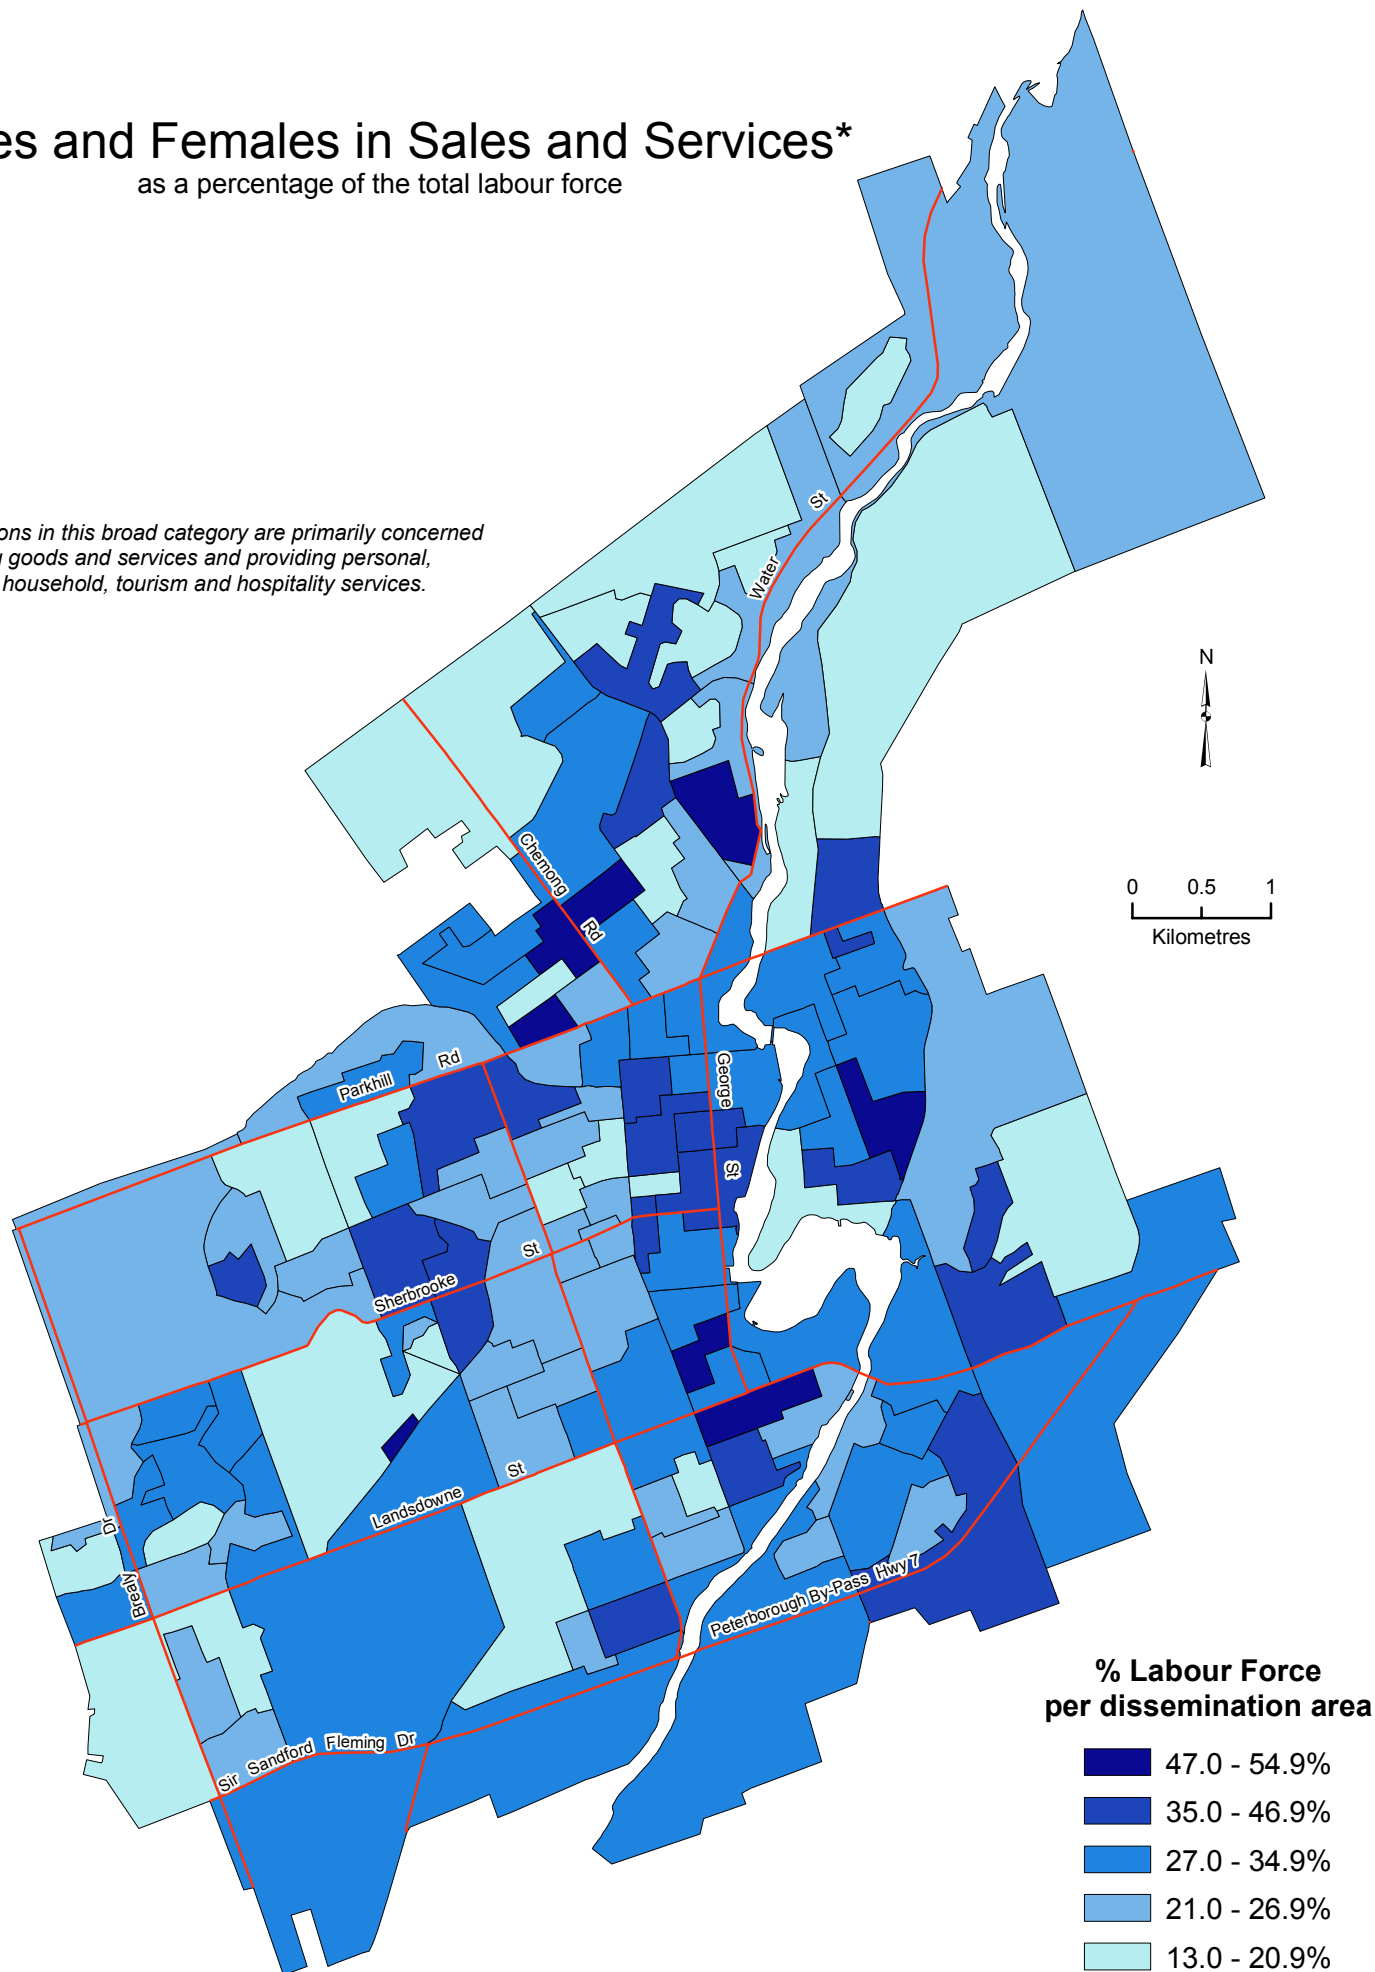 es and Females in Sales and Services*
as a percentage of the total labour force
ons in this broad category are primarily concerned
g goods and services and providing personal,
household, tourism and hospitality services.
St
Water
N
0 0.5 1
Kilometres
Chemong
Rd
Parkhill Rd
George
St
Sherbrooke St
Landsdowne St
Brealy Dr
Peterborough By-Pass Hwy 7
Sir Sandford Fleming Dr
% Labour Force
per dissemination area
47.0 - 54.9%
35.0 - 46.9%
27.0 - 34.9%
21.0 - 26.9%
13.0 - 20.9%